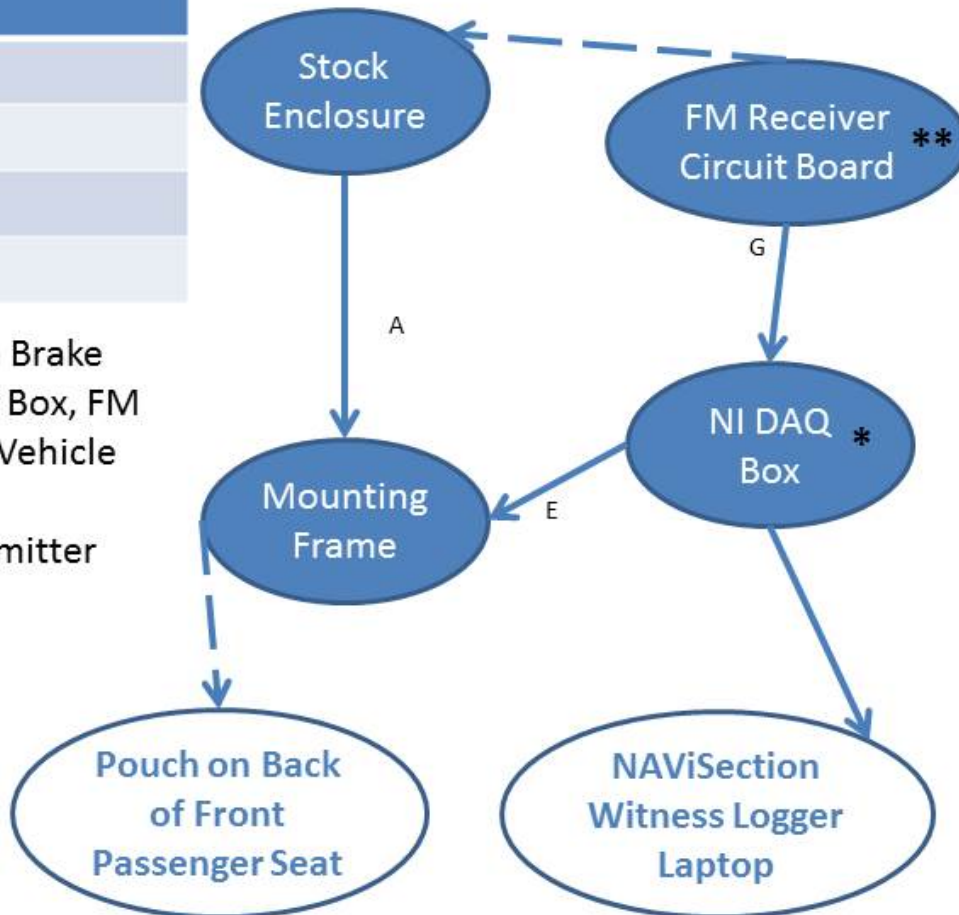 Stock
Enclosure
FM Receiver
Circuit Board
**
G
A
Brake
Box, FM
Vehicle
mitter
NI DAQ
Box
*
Mounting
Frame
E
Pouch on Back
of Front
Passenger Seat
NAViSection
Witness Logger
Laptop